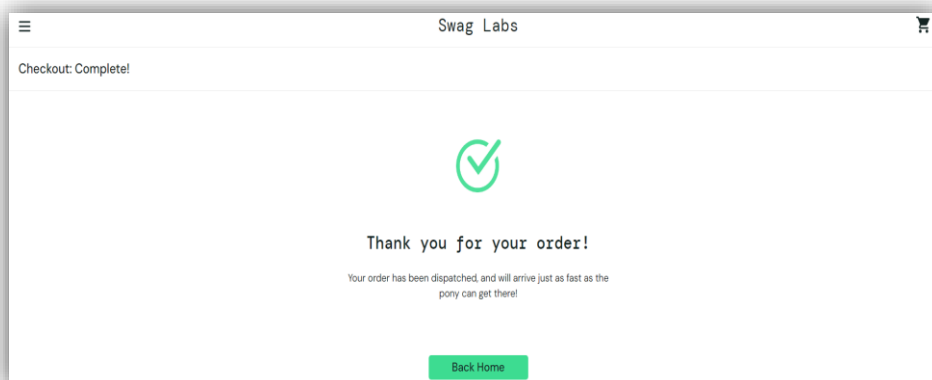 Swag Labs
Checkout: Complete!
Thank you for your order!
Your order has been dispatched, and will arrive just as fast as the
pony can get there!
Back Home